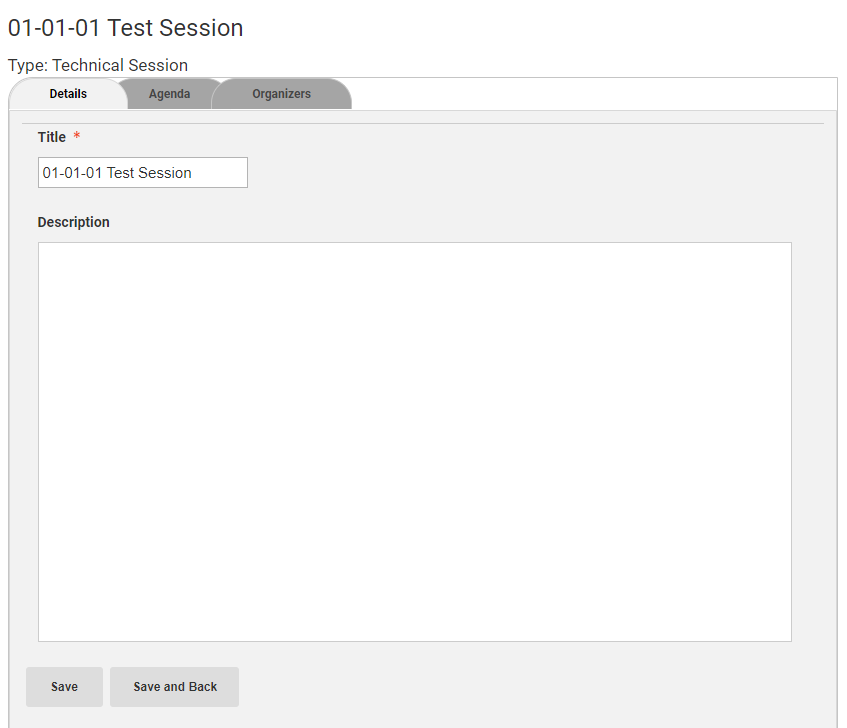 01-01-01 Test Session
Type: Technical Session
Details Agenda Organizers
Title *
01-01-01 Test Session
Description
Save Save and Back